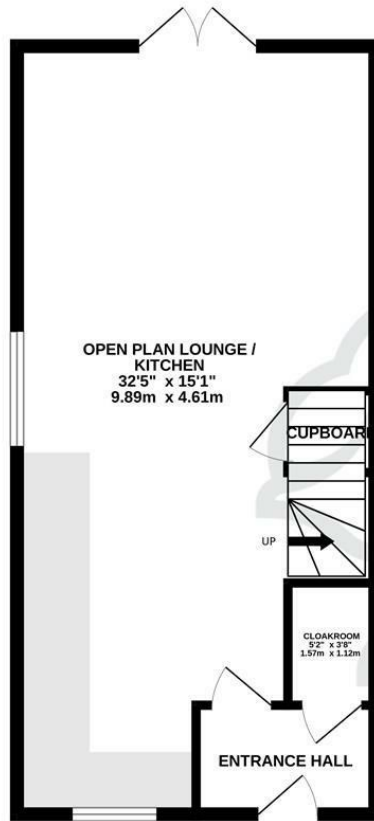 OPEN PLAN LOUNGE /
KITCHEN
32'5" x 15'1"
9.89m x 4.61m
CUPBOARD
UP
CLOAKROOM
5'2" x 3'8"
1.57m x 1.12m
ENTRANCE HALL